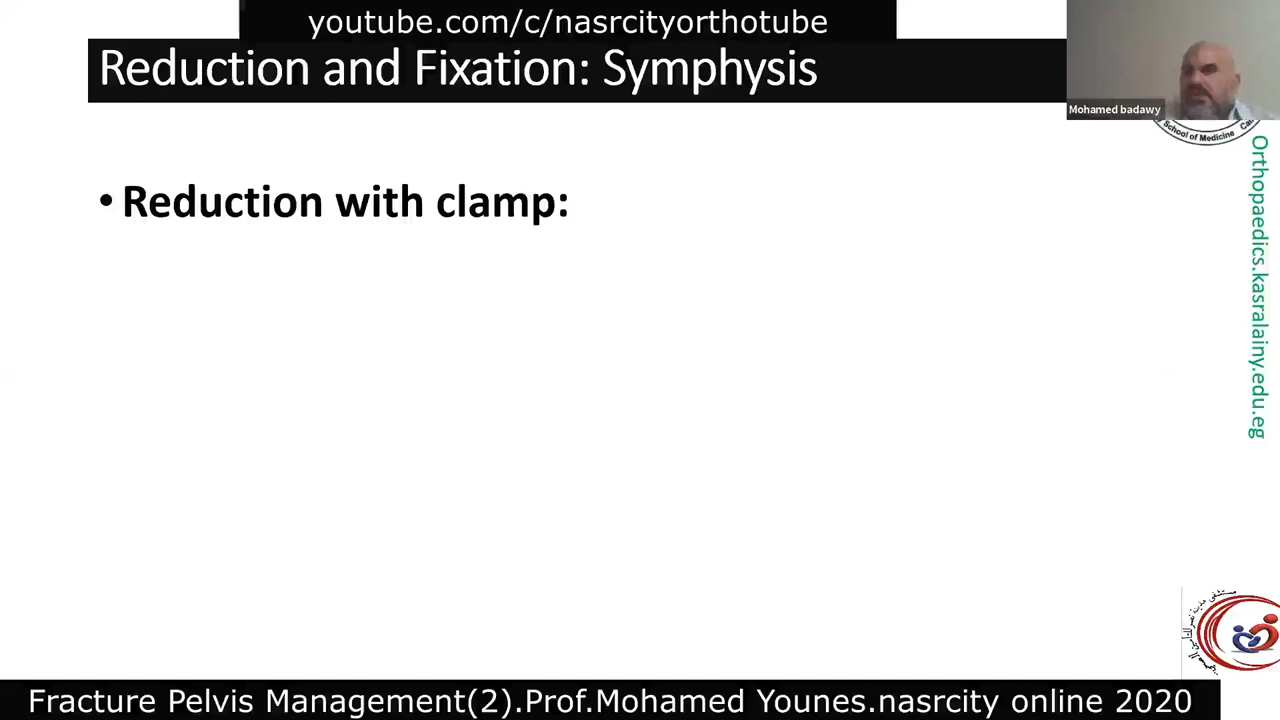 youtube.com/c/nasrcityorthotube
Reduction and Fixation: Symphysis
Mohamed badawy
School of Medicine
Orthopaedics.kasralainy.edu.eg
• Reduction with clamp:
Fracture Pelvis Management(2).Prof.Mohamed Younes.nasrcity online 2020